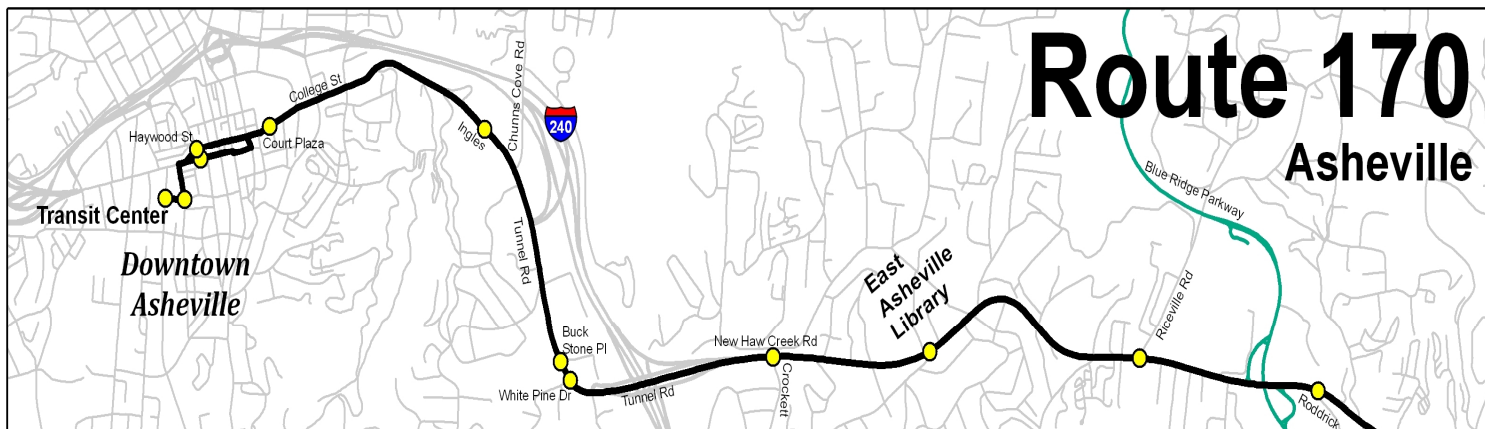 Route 170
Asheville
Chunns Cove Rd
College St
240
Haywood St
Court Plaza
Ingles
Blue Ridge Parkway
Transit Center
Downtown
Asheville
Tunnel Rd
East
Asheville
Library
Riceville Rd
Buck
Stone Pl
New Haw Creek Rd
White Pine Dr
Tunnel Rd
Crockett
Roddrick